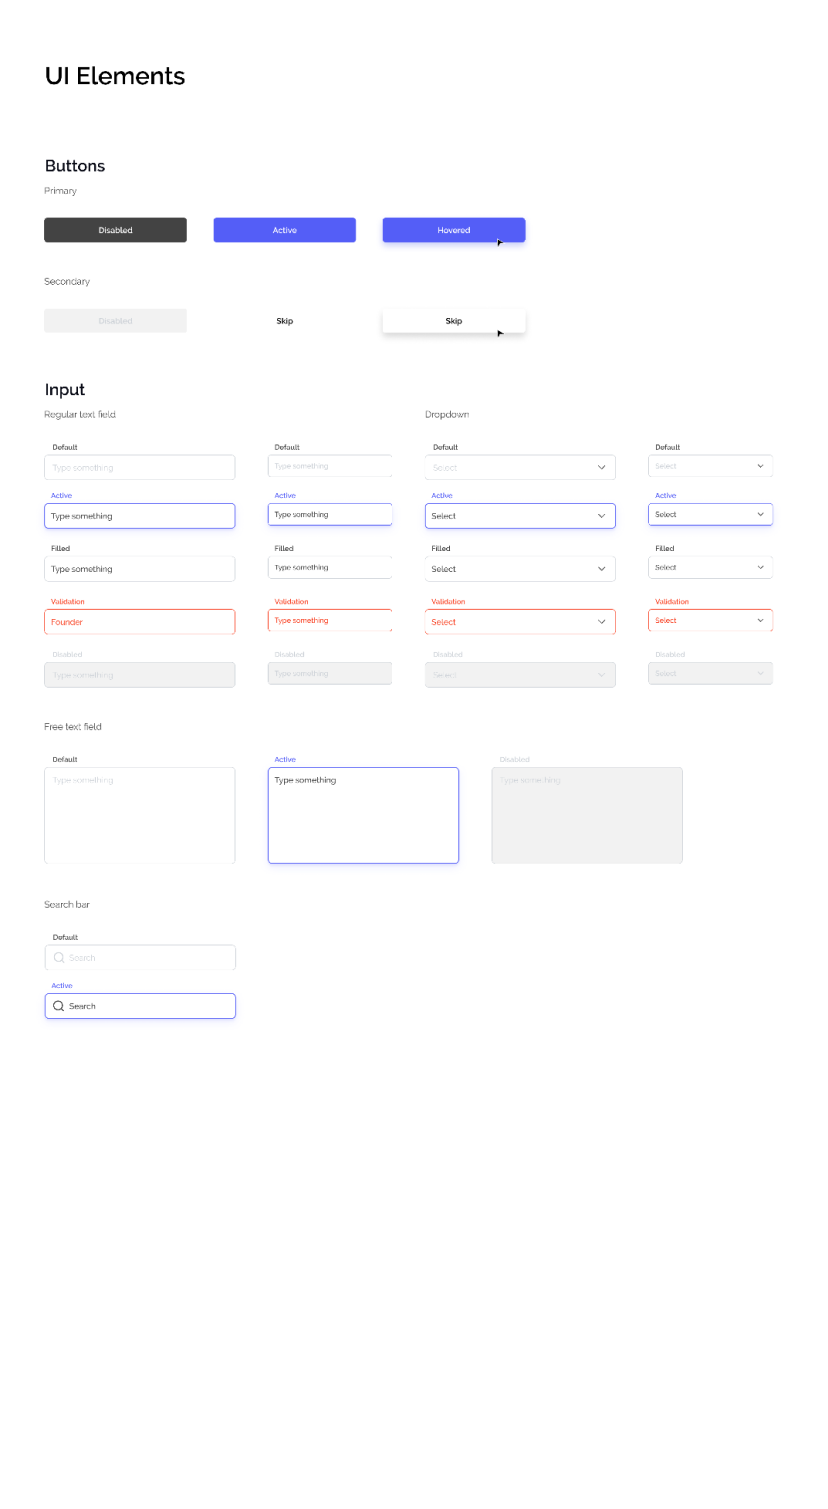 UI Elements
Buttons
Primary
Disabled Active Hovered
Secondary
Disabled Skip Skip
Input
Regular text field Dropdown
Default Default Default Default
Type something Type something Select Select
Active Active Active Active
Type something Type something Select Select
Filled Filled Filled Filled
Type something Type something Select Select
Validation Validation Validation Validation
Founder Type something Select Select
Disabled Disabled Disabled Disabled
Type something Type something Select Select
Free text field
Default Active Disabled
Type something Type something Type something
Search bar
Default
Search
Active
Search